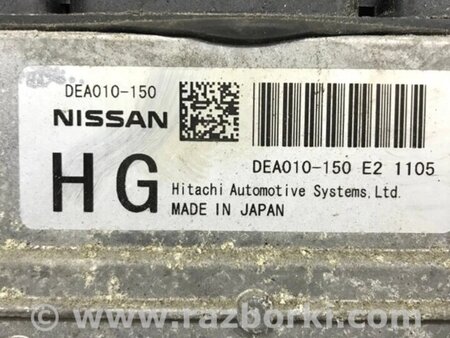 DEA010-150
NISSAN
DEA010-150 E2 1105
HG
Hitachi Automotive Systems,Ltd.
MADE IN JAPAN
© www.razborki.com